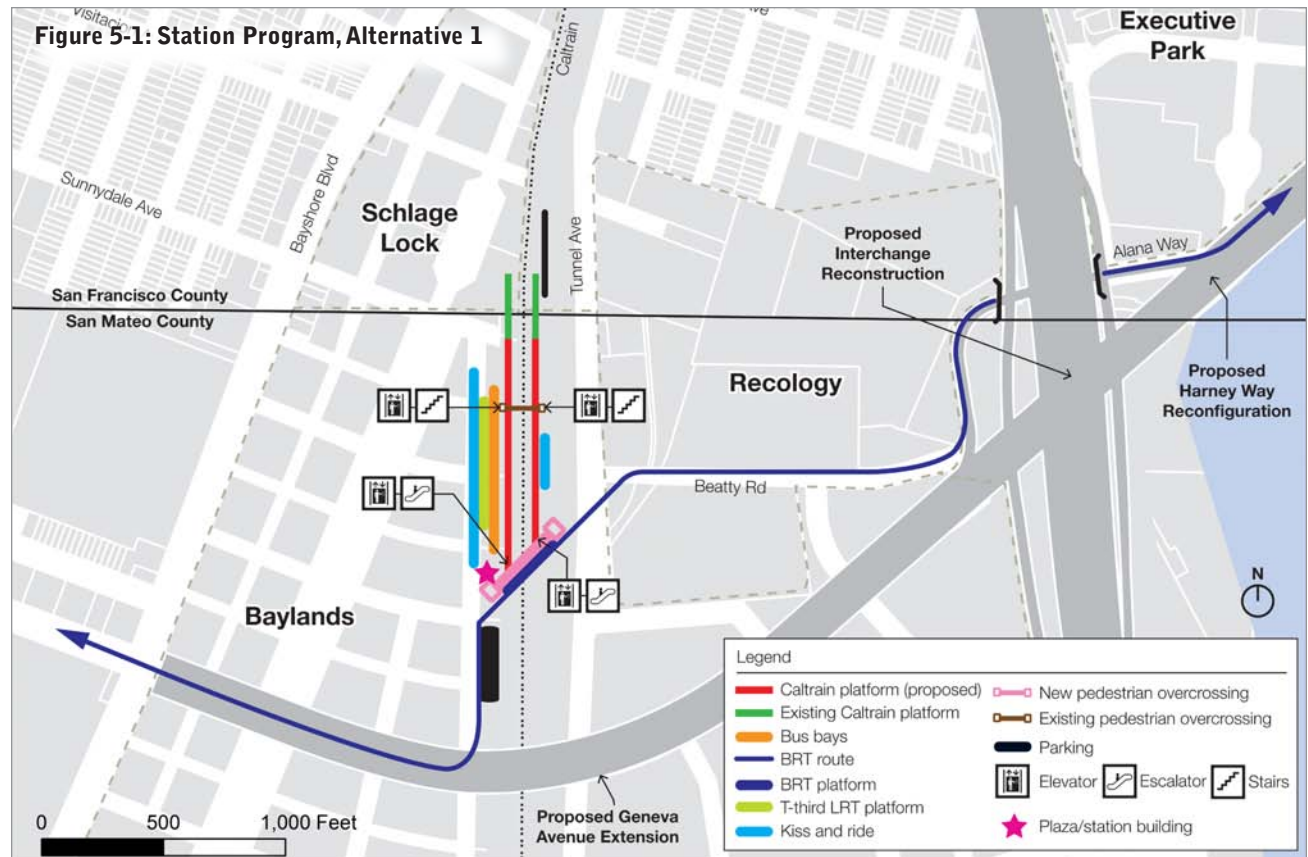 Figure 5-1: Station Program, Alternative 1
Caltrain
Executive
Park
Bayshore Blvd
Sunnydale Ave
Schlage
Lock
Tunnel Ave
Proposed
Interchange
Reconstruction
Alana Way
San Francisco County
San Mateo County
Recology
Proposed
Harney Way
Reconfiguration
Beatty Rd
N
Baylands
Legend
Caltrain platform (proposed)
Existing Caltrain platform
Bus bays
BRT route
BRT platform
T-third LRT platform
Kiss and ride
New pedestrian overcrossing
Existing pedestrian overcrossing
Parking
Elevator
Escalator
Stairs
Plaza/station building
Proposed Geneva
Avenue Extension
0 500 1,000 Feet